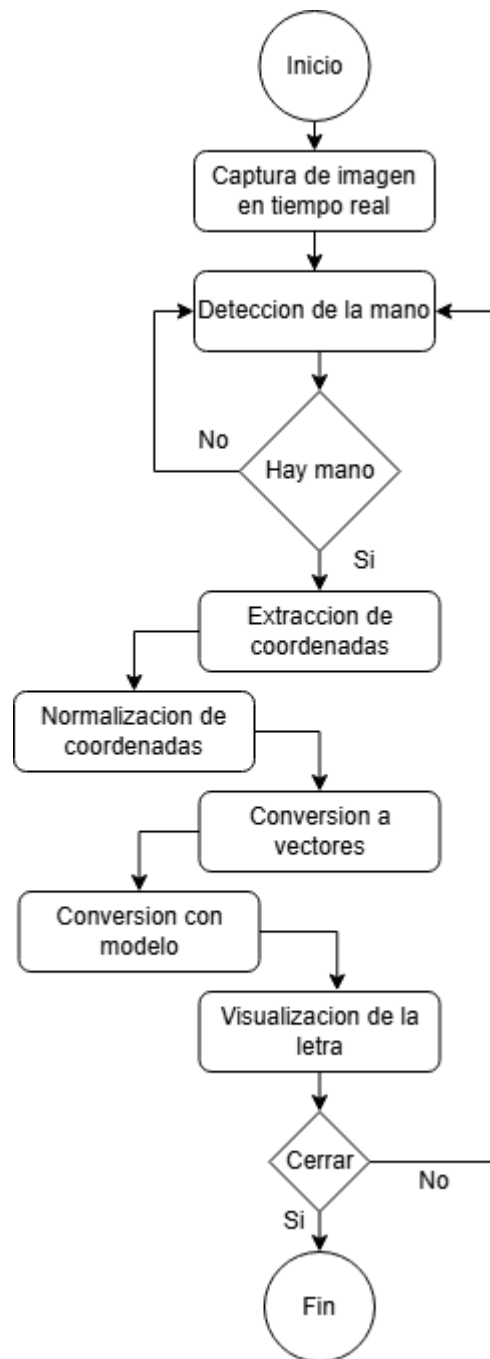 Inicio
Captura de imagen
en tiempo real
Deteccion de la mano
No
Hay mano
Si
Extraccion de
coordenadas
Normalizacion de
coordenadas
Conversion a
vectores
Conversion con
modelo
Visualizacion de la
letra
Cerrar
No
Si
Fin